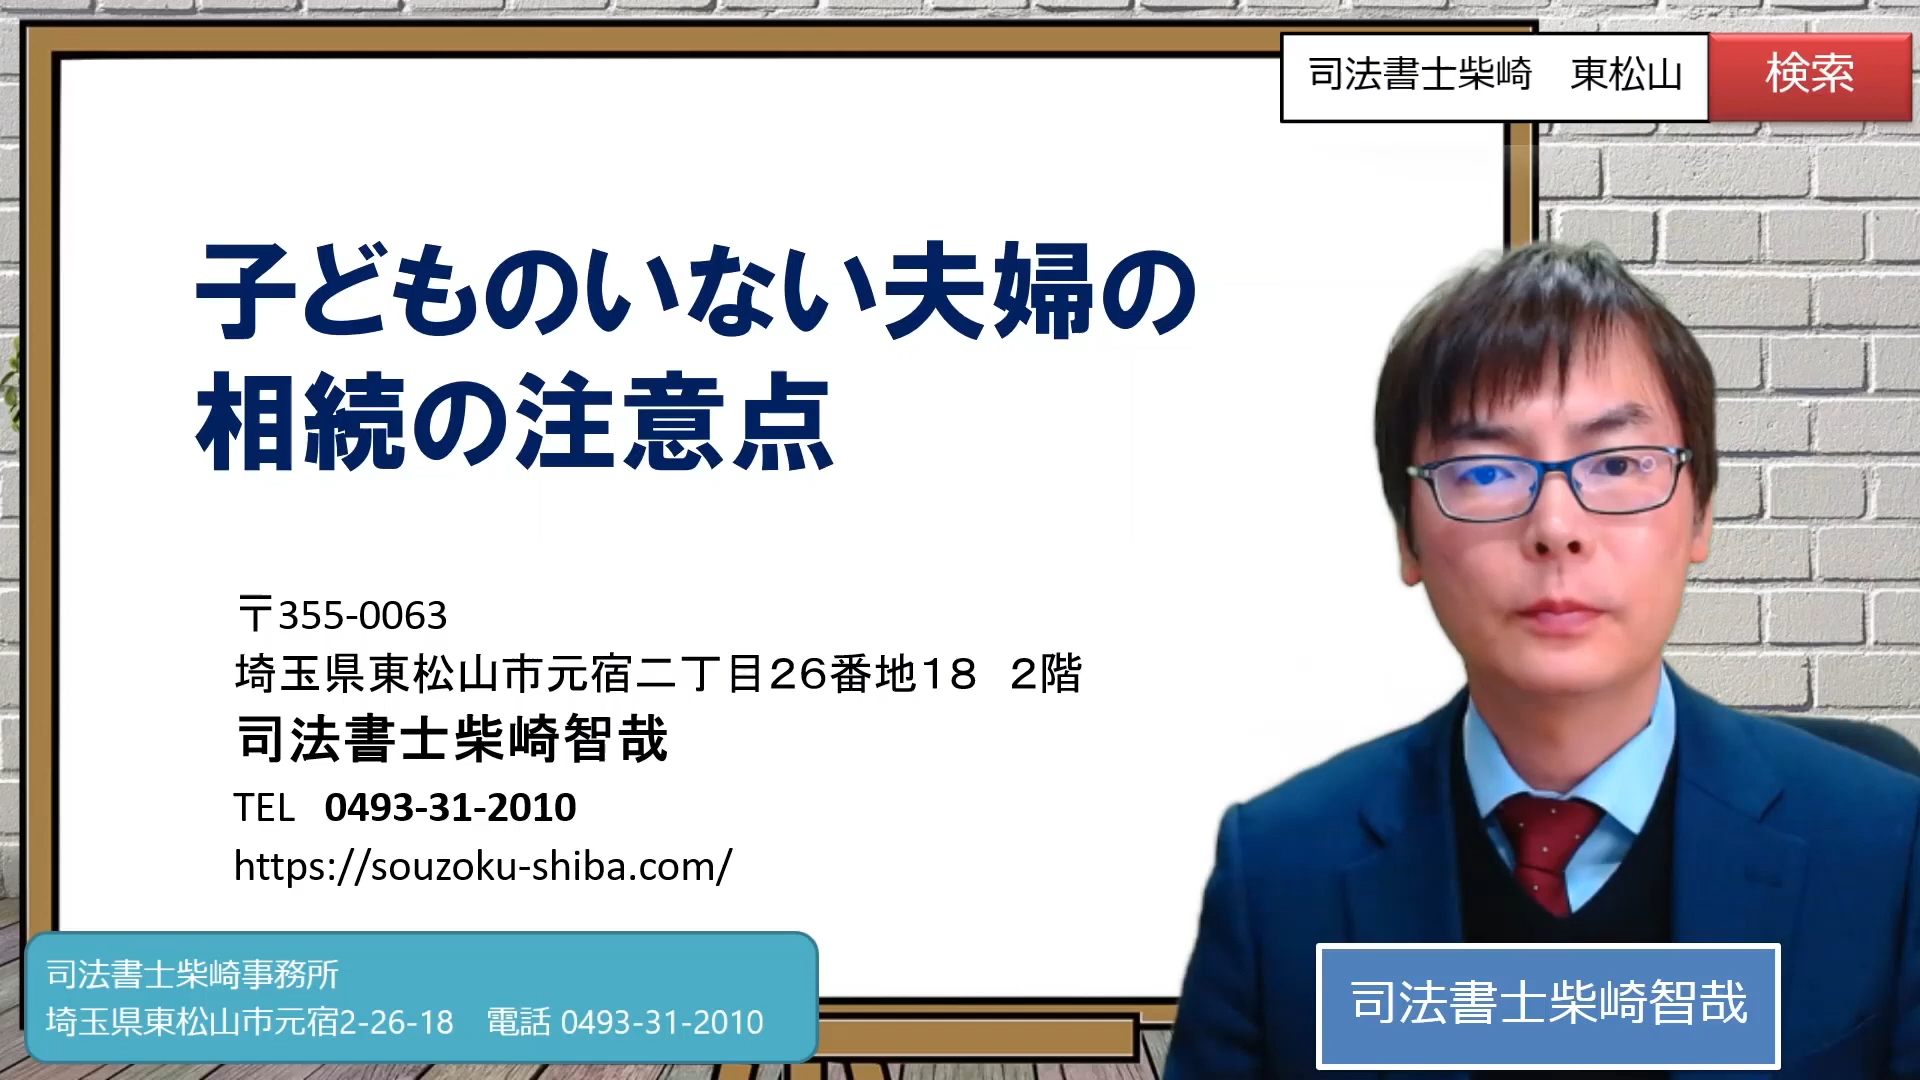 司法書士柴崎　東松山
検索
子どものいない夫婦の
相続の注意点
〒355-0063
埼玉県東松山市元宿二丁目２６番地１８　２階
司法書士柴崎智哉
TEL 0493-31-2010
https://souzoku-shiba.com/
司法書士柴崎事務所
埼玉県東松山市元宿2-26-18　電話 0493-31-2010
司法書士柴崎智哉